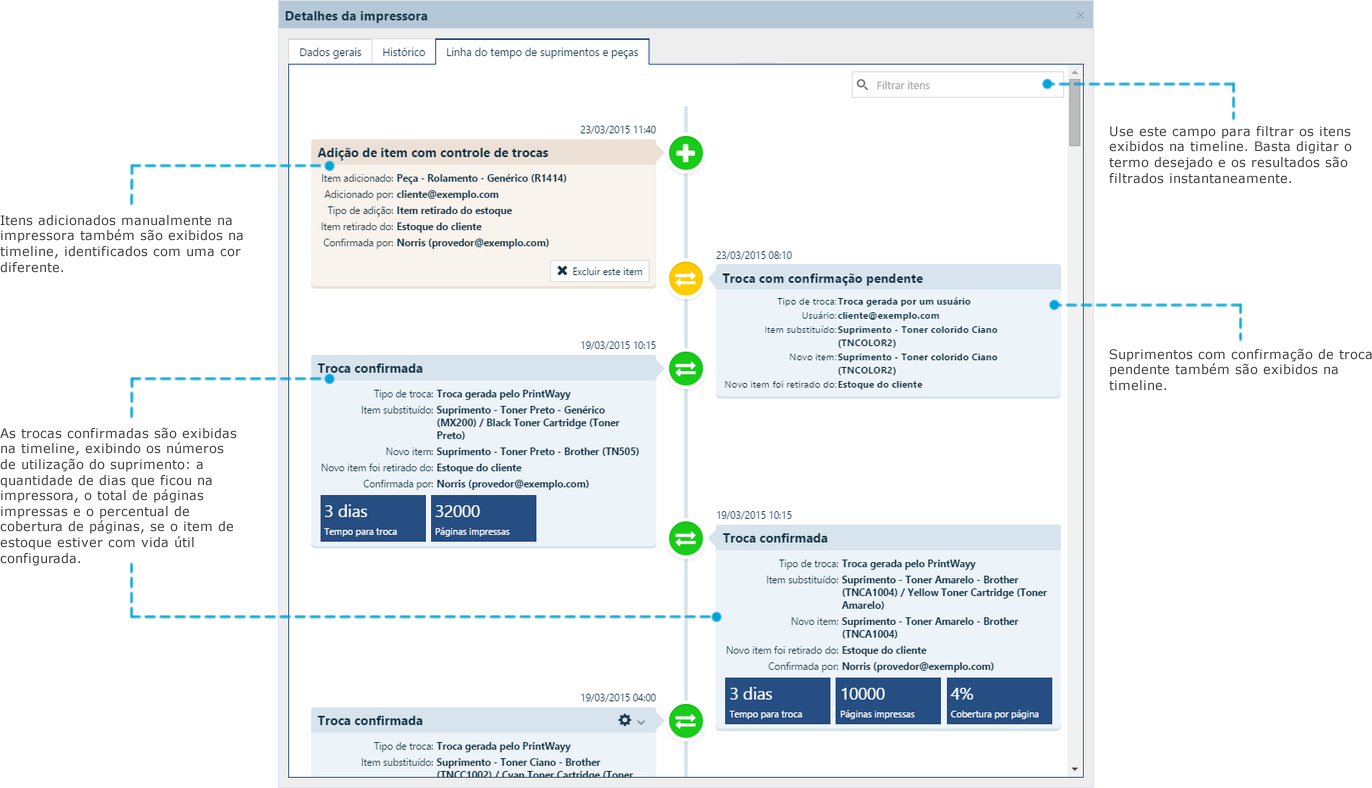 Detalhes da impressora
Dados gerais
Histórico
Linha do tempo de suprimentos e peças
Filtrar itens
Use este campo para filtrar os itens
exibidos na timeline. Basta digitar o
termo desejado e os resultados são
filtrados instantaneamente.
23/03/2015 11:40
Adição de item com controle de trocas
Item adicionado: Peça - Rolamento - Genérico (R1414)
Adicionado por: cliente@exemplo.com
Tipo de adição: Item retirado do estoque
Item retirado do: Estoque do cliente
Confirmada por: Norris (provedor@exemplo.com)
Excluir este item
Itens adicionados manualmente na
impressora também são exibidos na
timeline, identificados com uma cor
diferente.
23/03/2015 08:10
Troca com confirmação pendente
Tipo de troca: Troca gerada por um usuário
Usuário: cliente@exemplo.com
Item substituído: Suprimento - Toner colorido Ciano
(TNCOLOR2)
Novo item: Suprimento - Toner colorido Ciano
(TNCOLOR2)
Novo item foi retirado do: Estoque do cliente
Suprimentos com confirmação de troca
pendente também são exibidos na
timeline.
19/03/2015 10:15
Troca confirmada
Tipo de troca: Troca gerada pelo PrintWayy
Item substituído: Suprimento - Toner Preto - Genérico
(MX200) / Black Toner Cartridge (Toner
Preto)
Novo item: Suprimento - Toner Preto - Brother (TN505)
Novo item foi retirado do: Estoque do cliente
Confirmada por: Norris (provedor@exemplo.com)
3 dias
Tempo para troca
32000
Páginas impressas
As trocas confirmadas são exibidas
na timeline, exibindo os números
de utilização do suprimento: a
quantidade de dias que ficou na
impressora, o total de páginas
impressas e o percentual de
cobertura de páginas, se o item de
estoque estiver com vida útil
configurada.
19/03/2015 10:15
Troca confirmada
Tipo de troca: Troca gerada pelo PrintWayy
Item substituído: Suprimento - Toner Amarelo - Brother
(TNCA1004) / Yellow Toner Cartridge (Toner
Amarelo)
Novo item: Suprimento - Toner Amarelo - Brother
(TNCA1004)
Novo item foi retirado do: Estoque do cliente
Confirmada por: Norris (provedor@exemplo.com)
3 dias
Tempo para troca
10000
Páginas impressas
4%
Cobertura por página
19/03/2015 04:00
Troca confirmada
Tipo de troca: Troca gerada pelo PrintWayy
Item substituído: Suprimento - Toner Ciano - Brother
(TNCC1002) / Cyan Toner Cartridge (Toner